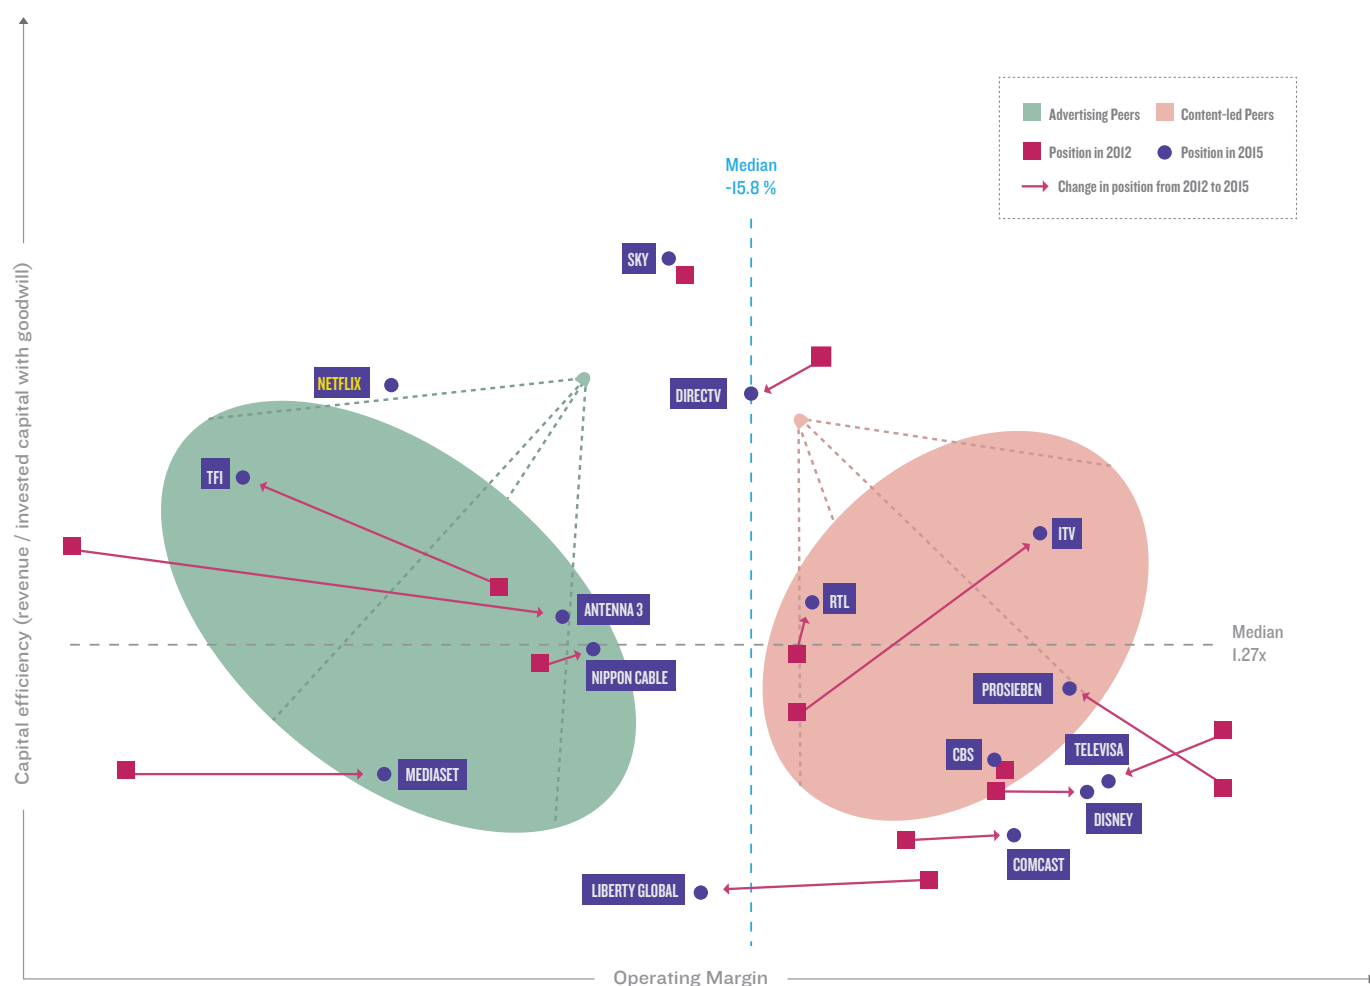 Advertising Peers
Content-led Peers
Position in 2012
Position in 2015
Change in position from 2012 to 2015
Median
-15.8 %
SKY
NETFLIX
DIRECTV
TF1
ITV
ANTENNA 3
RTL
Median
1.27x
NIPPON CABLE
PROSIEBEN
CBS
TELEVISA
MEDIASET
DISNEY
COMCAST
LIBERTY GLOBAL
Capital efficiency (revenue / invested capital with goodwill)
Operating Margin